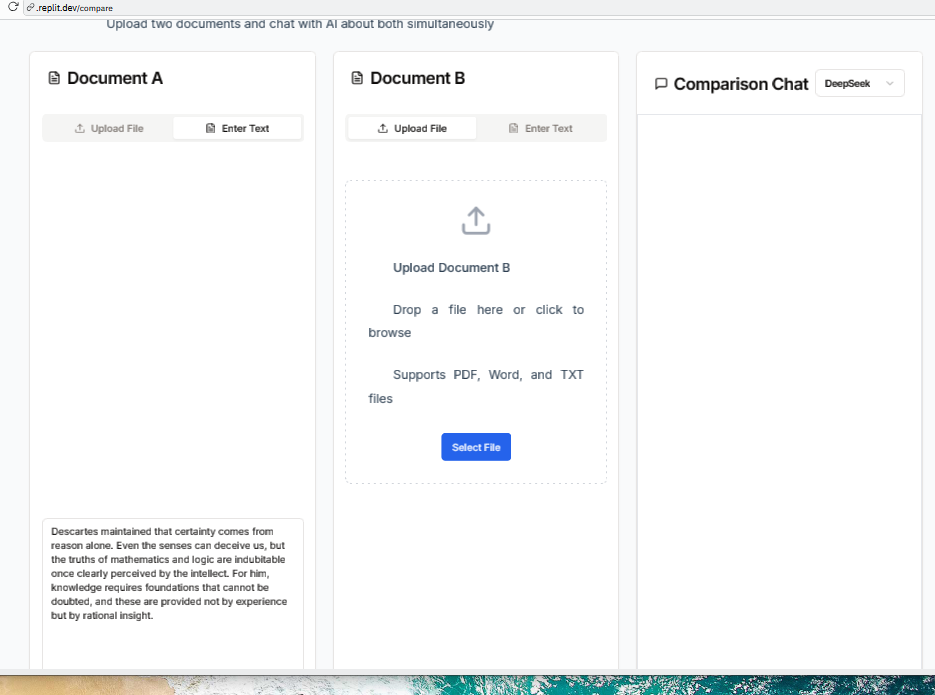 .replit.dev/compare
Upload two documents and chat with AI about both simultaneously
Document A
Upload File
Enter Text
Descartes maintained that certainty comes from
reason alone. Even the senses can deceive us, but
the truths of mathematics and logic are indubitable
once clearly perceived by the intellect. For him,
knowledge requires foundations that cannot be
doubted, and these are provided not by experience
but by rational insight.
Document B
Upload File
Enter Text
Upload Document B
Drop a file here or click to
browse
Supports PDF, Word, and TXT
files
Select File
Comparison Chat
DeepSeek